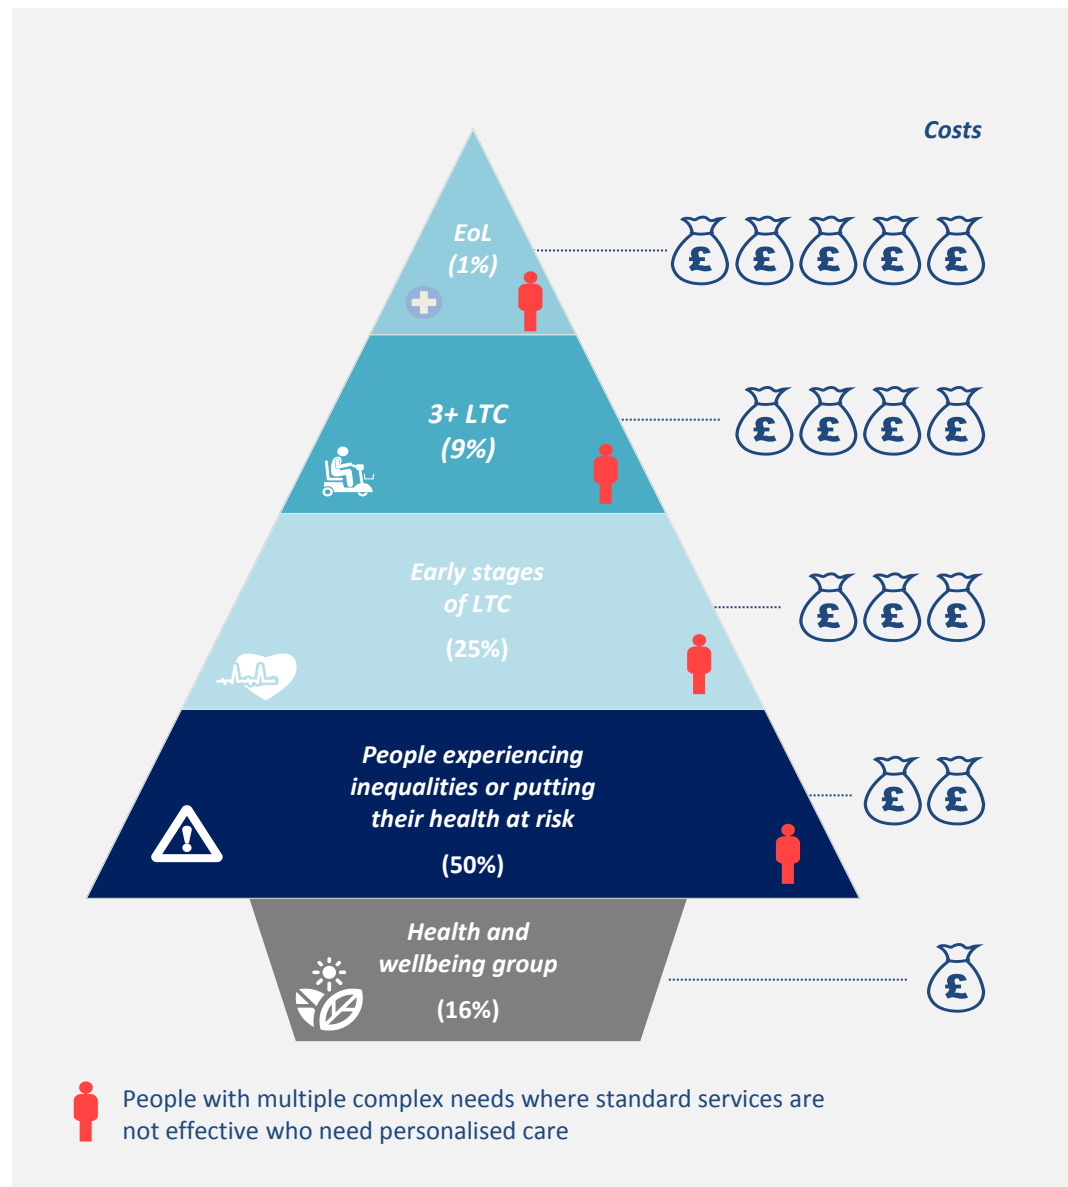 Costs
EoL
(1%)
£ £ £ £ £
3+ LTC
(9%)
£ £ £ £
Early stages
of LTC
(25%)
£ £ £
People experiencing
inequalities or putting
their health at risk
(50%)
£ £
Health and
wellbeing group
(16%)
£
People with multiple complex needs where standard services are
not effective who need personalised care